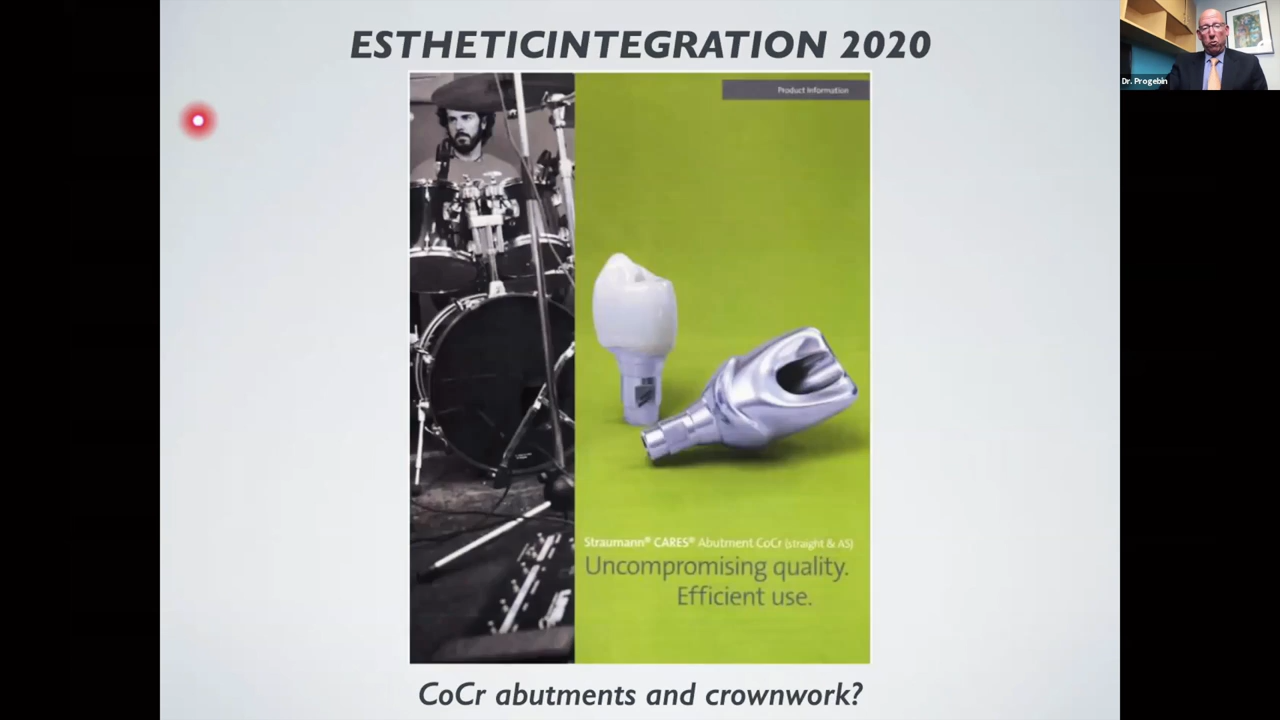 ESTHETICINTEGRATION 2020
Dr. Progebin
Product Information
Straumann® CARES® Abutment CoCr (straight & AS)
Uncompromising quality.
Efficient use.
CoCr abutments and crownwork?